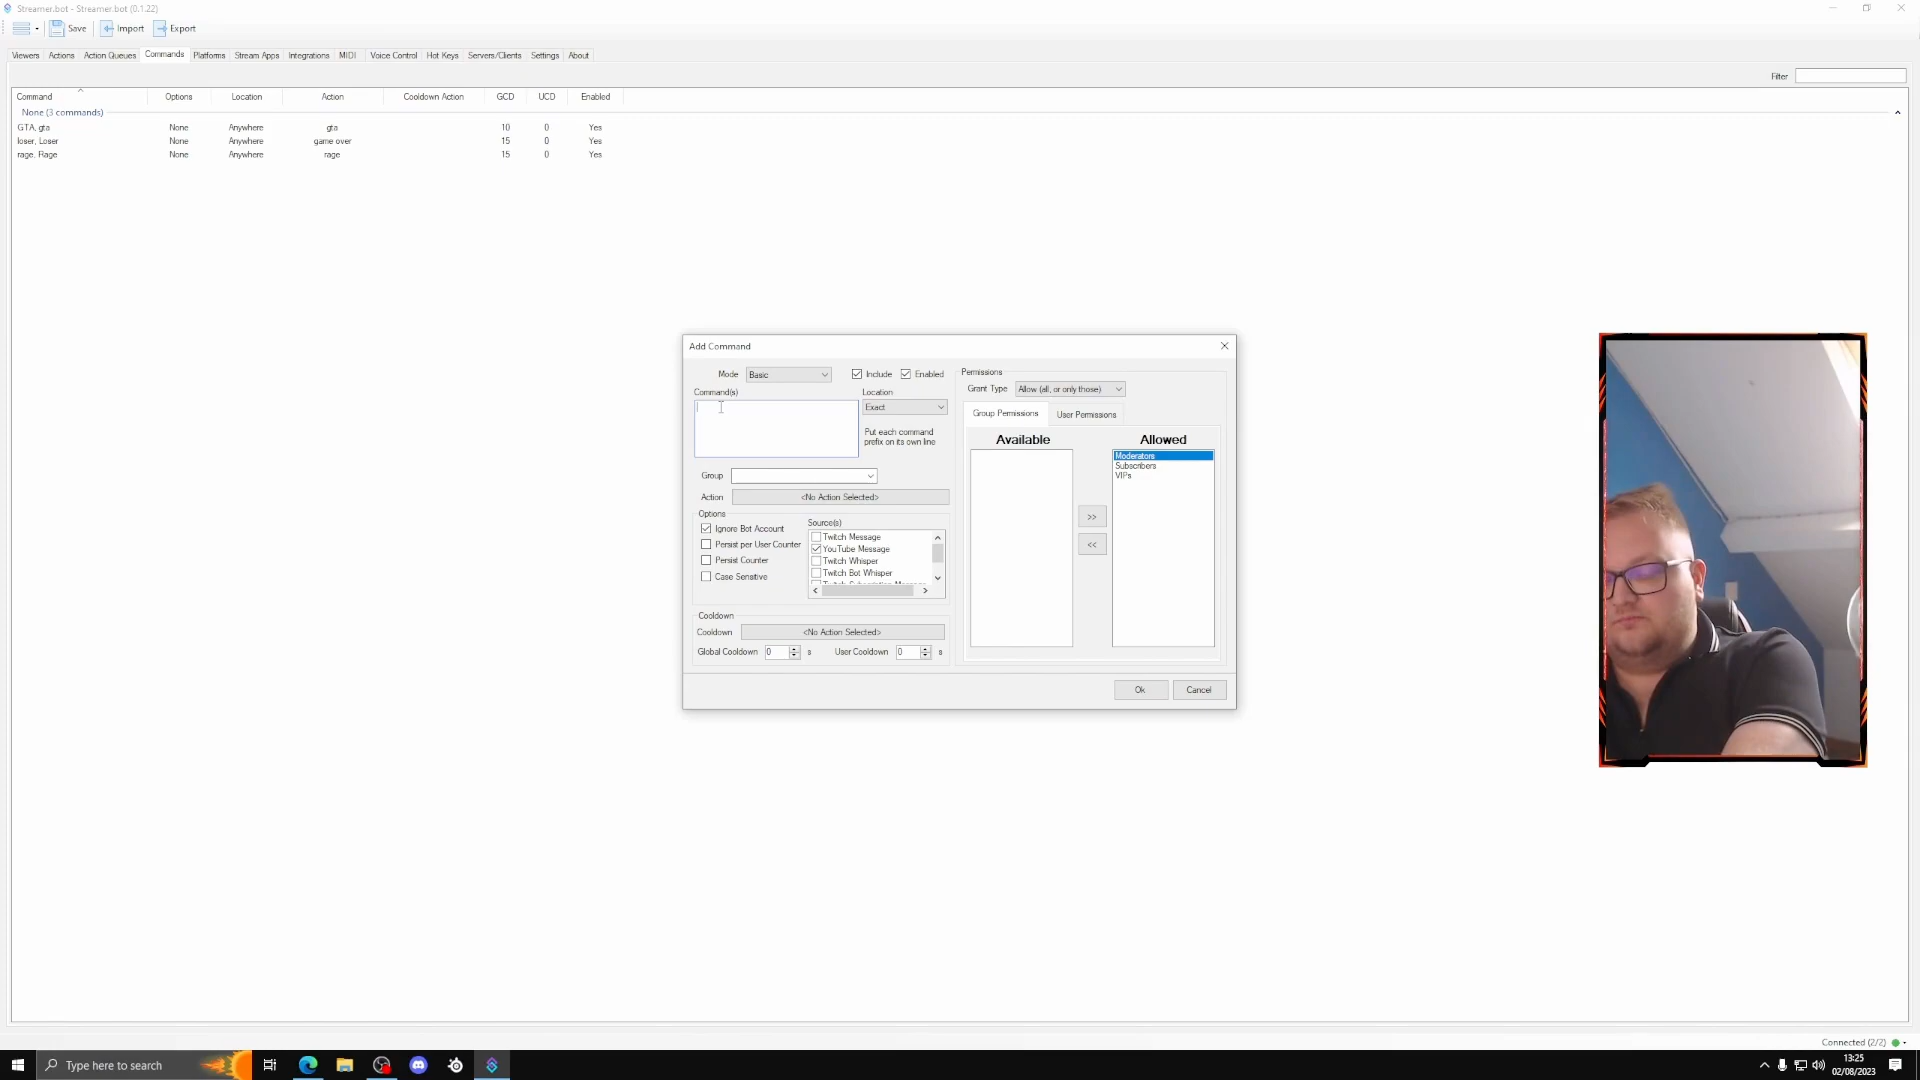 Streamer.bot - Streamer.bot (0.1.22)
Save Import Export
Viewers Actions Action Queues Commands Platforms Stream Apps Integrations MIDI Voice Control Hot Keys Servers/Clients Settings About
Filter
Command Options Location Action Cooldown Action GCD UCD Enabled
None (3 commands)
GTA, gta None Anywhere gta 10 0 Yes
loser, Loser None Anywhere game over 15 0 Yes
rage, Rage None Anywhere rage 15 0 Yes
Add Command
Mode Basic Include Enabled
Command(s) Location
Exact
Put each command
prefix on its own line
Group
Action <No Action Selected>
Options
Ignore Bot Account
Persist per User Counter
Persist Counter
Case Sensitive
Source(s)
Twitch Message
YouTube Message
Twitch Whisper
Twitch Bot Whisper
Cooldown
Cooldown <No Action Selected>
Global Cooldown 0 s User Cooldown 0 s
Permissions
Grant Type Allow (all, or only those)
Group Permissions User Permissions
Available Allowed
Moderators
Subscribers
VIPs
>>
<<
Ok Cancel
Connected (2/2)
Type here to search
13:25
02/08/2023